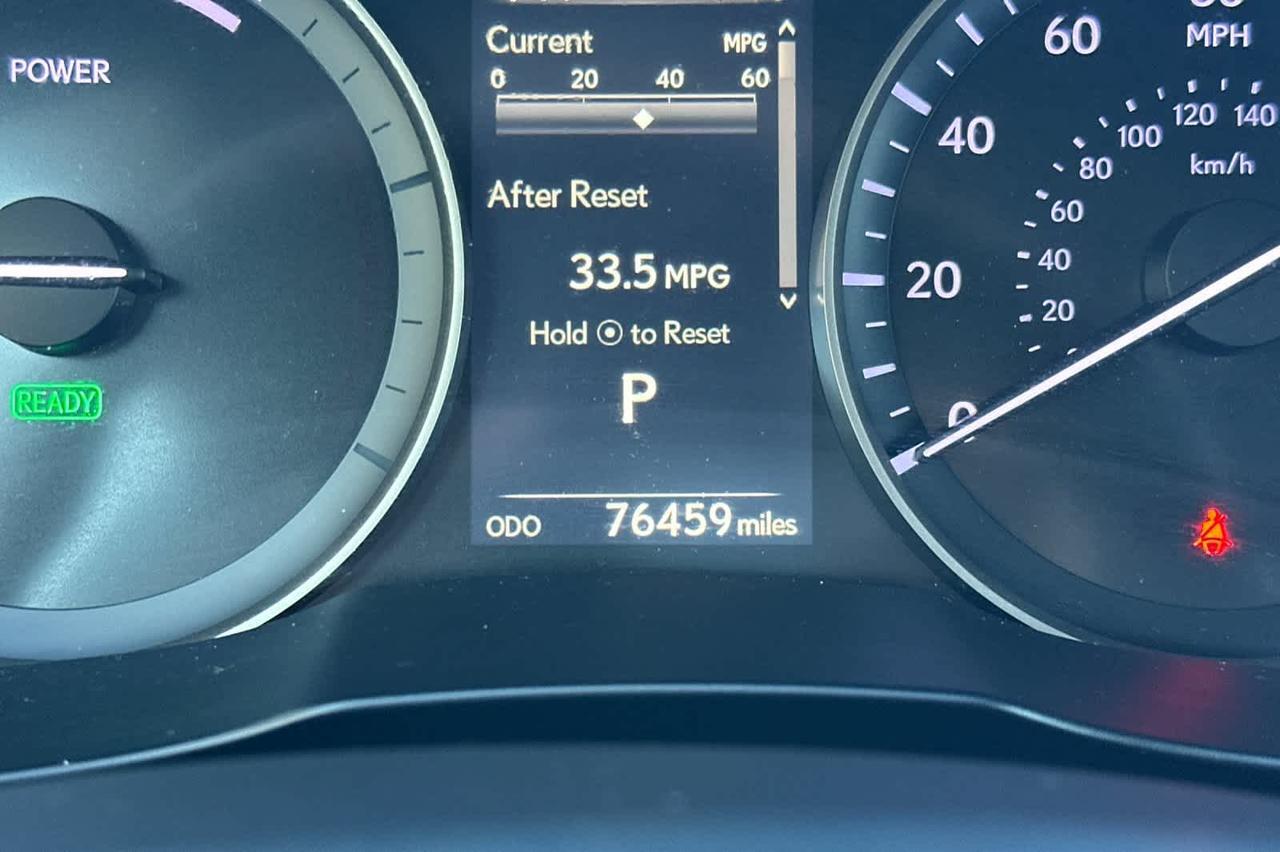 POWER
READY
Current MPG
0 20 40 60
After Reset
33.5 MPG
Hold to Reset
P
ODO 76459 miles
60
MPH
40
20
0
120 140
100
80
km/h
60
40
20